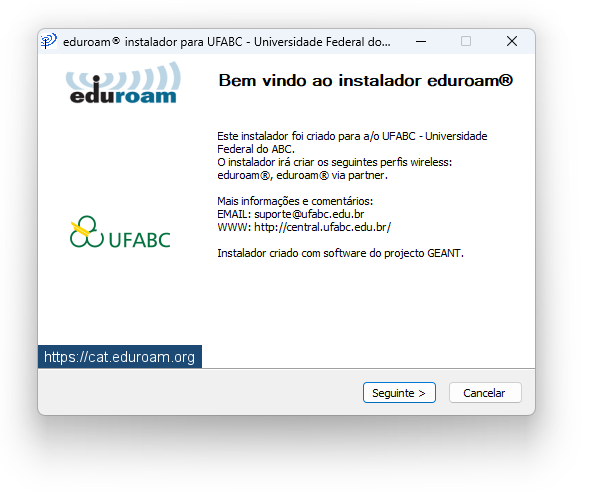 eduroam® instalador para UFABC - Universidade Federal do...
eduroam
Bem vindo ao instalador eduroam®
Este instalador foi criado para a/o UFABC - Universidade
Federal do ABC.
O instalador irá criar os seguintes perfis wireless:
eduroam®, eduroam® via partner.
Mais informações e comentários:
EMAIL: suporte@ufabc.edu.br
WWW: http://central.ufabc.edu.br/
UFABC
Instalador criado com software do projecto GEANT.
https://cat.eduroam.org
Seguinte >
Cancelar